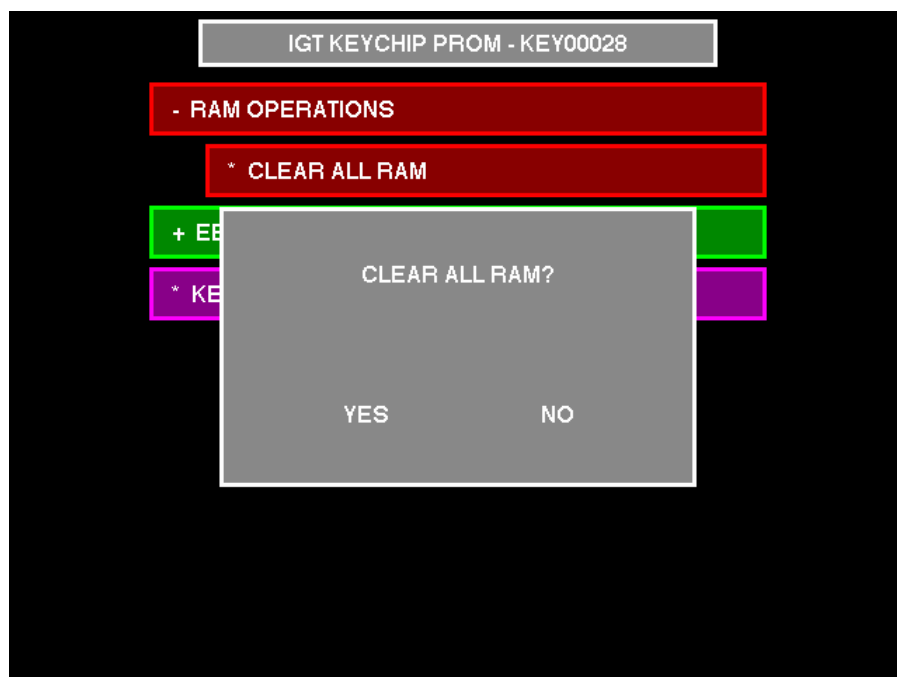 IGT KEYCHIP PROM - KEY00028
- RAM OPERATIONS
* CLEAR ALL RAM
+ EE
* KE
CLEAR ALL RAM?
YES NO